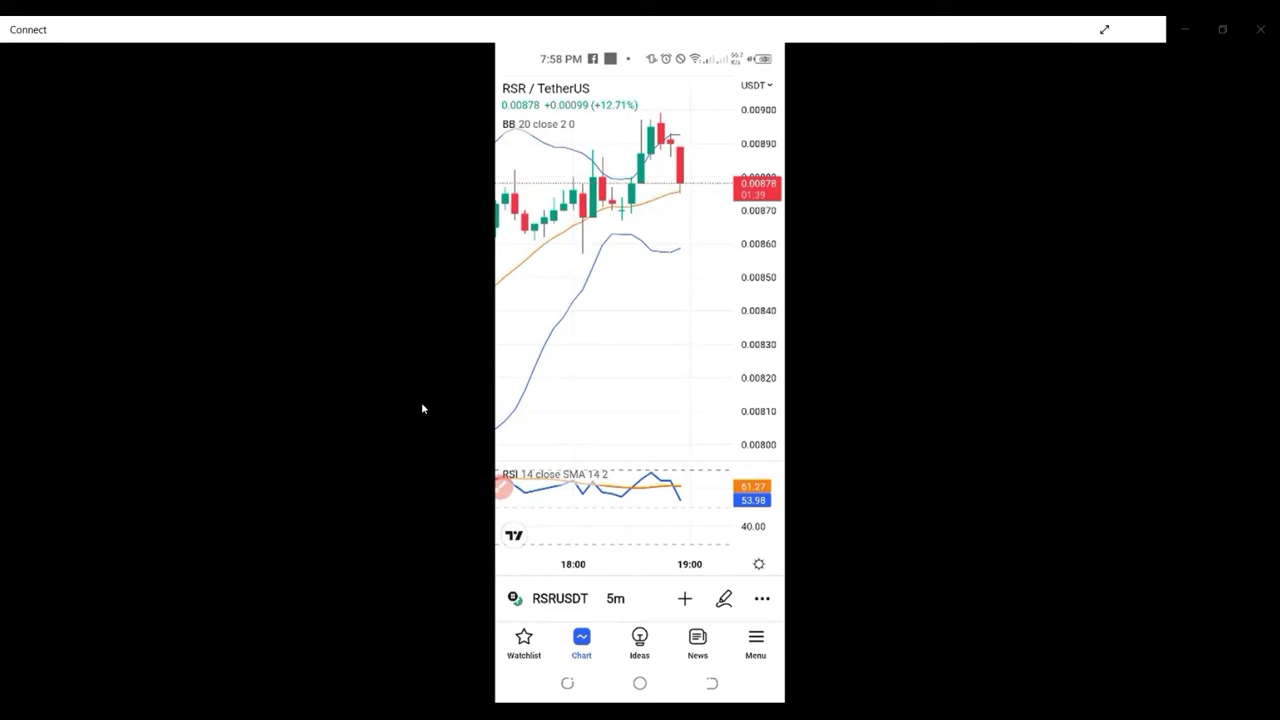 Connect
7:58 PM
RSR / TetherUS
USDT
0.00878 +0.00099 (+12.71%)
BB 20 close 2 0
0.00900
0.00890
0.00880
0.00878
01:39
0.00870
0.00860
0.00850
0.00840
0.00830
0.00820
0.00810
0.00800
RSI 14 close SMA 14 2
61.27
53.98
40.00
18:00
19:00
RSRUSDT 5m
Watchlist
Chart
Ideas
News
Menu